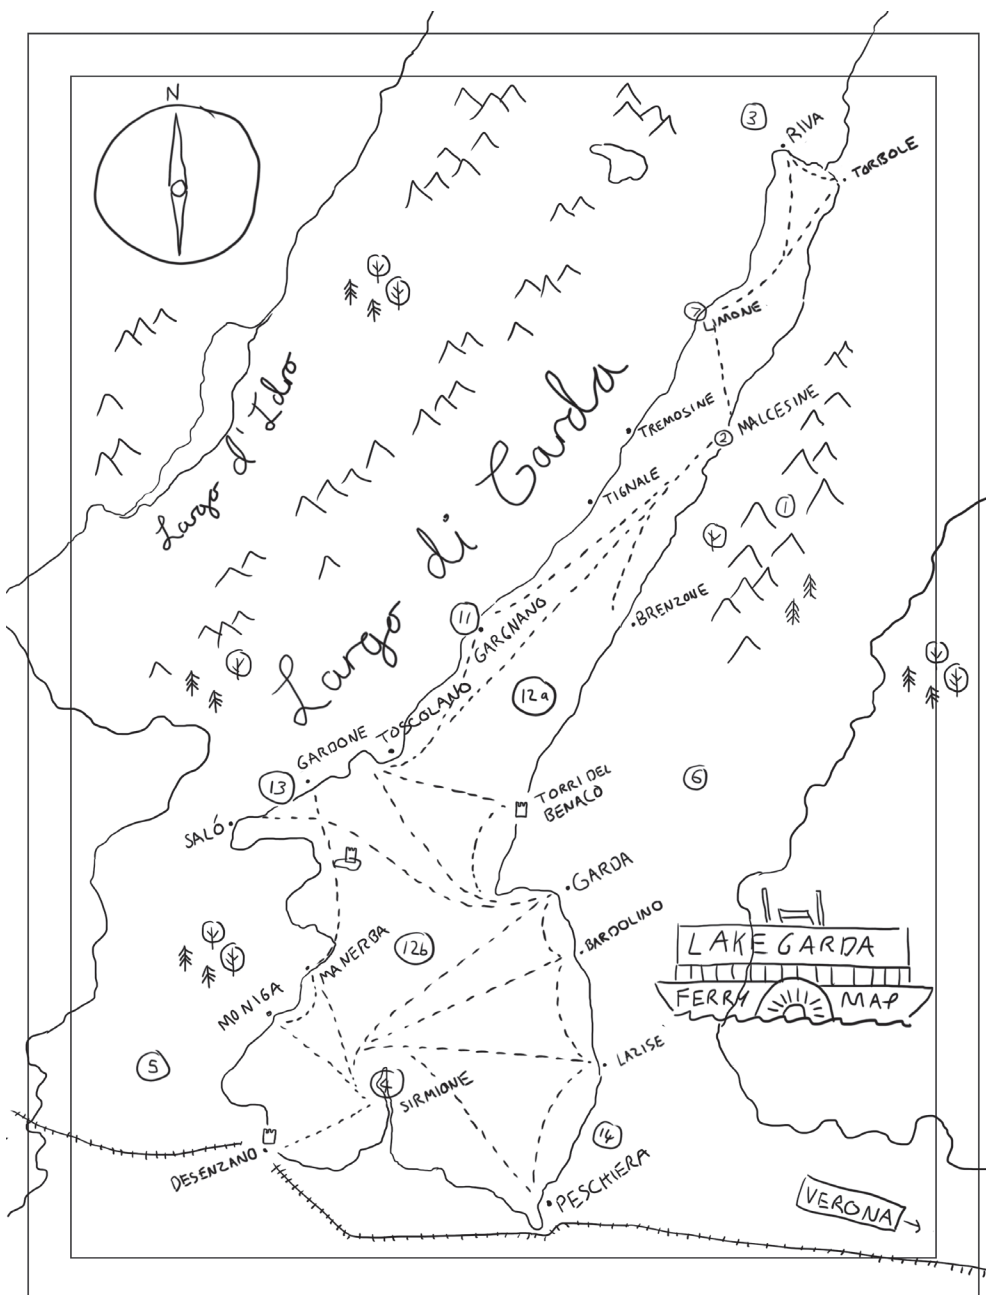 N
3
RIVA
TORBOLE
7
LIMONE
Largo d'Idro
Largo di Garda
TREMOSINE
2
MALCESINE
TIGNALE
1
11
GARGNANO
BRENZONE
12a
TOSCOLANO
GARDONE
13
6
TORRI DEL
BENACO
SALÓ
GARDA
BARDOLINO
LAKE GARDA
FERRY MAP
12b
MANERBA
MONIGA
5
LAZISE
4
SIRMIONE
14
DESENZANO
PESCHIERA
VERONA